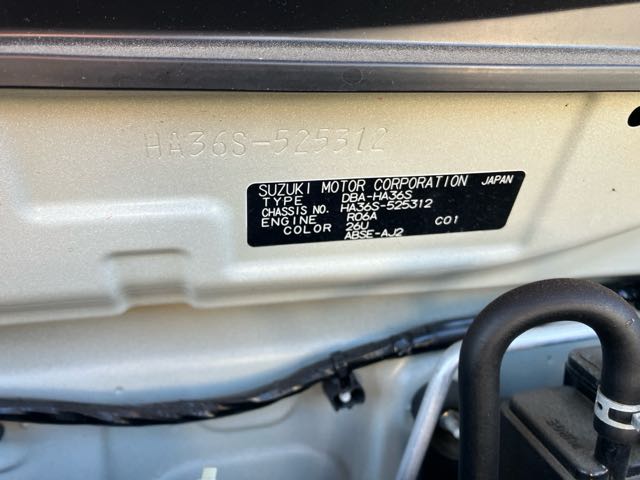 HA36S-525312
SUZUKI MOTOR CORPORATION JAPAN
TYPE DBA-HA36S
CHASSIS NO. HA36S-525312
ENGINE R06A C01
COLOR 26U
ABSE-AJ2